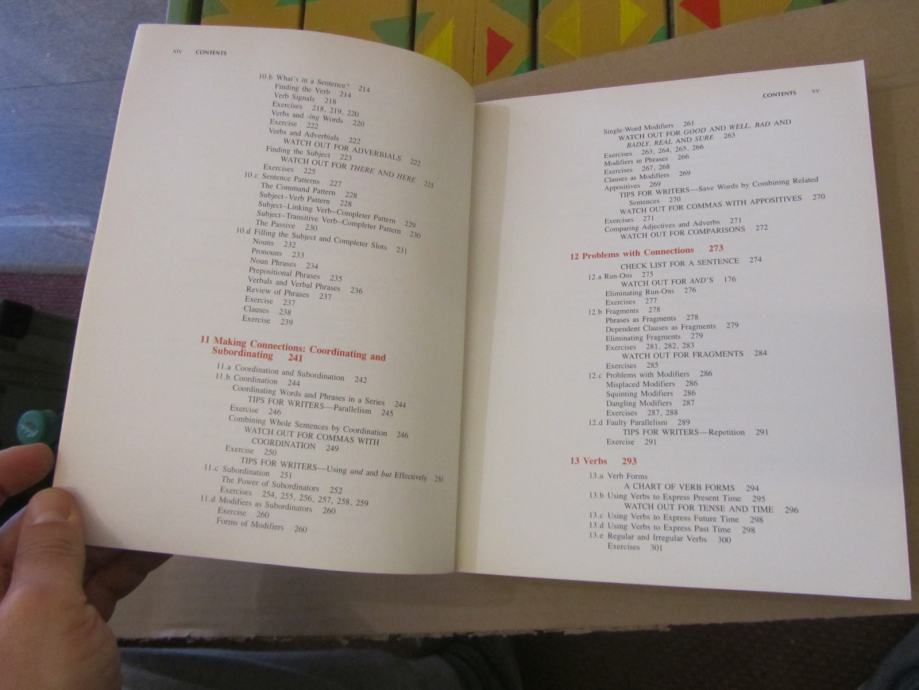 xiv CONTENTS
10.b What's in a Sentence? 214
Finding the Verb 214
Verb Signals 218
Exercises 218, 219, 220
Verbs and -ing Words 220
Exercise 222
Verbs and Adverbials 222
WATCH OUT FOR ADVERBIALS 222
Finding the Subject 223
WATCH OUT FOR THERE AND HERE 223
Exercises 225
10.c Sentence Patterns 227
The Command Pattern 228
Subject–Verb Pattern 228
Subject–Linking Verb–Completer Pattern 229
Subject–Transitive Verb–Completer Pattern 230
The Passive 230
10.d Filling the Subject and Completer Slots 231
Nouns 232
Pronouns 233
Noun Phrases 234
Prepositional Phrases 235
Verbals and Verbal Phrases 236
Review of Phrases 237
Exercise 237
Clauses 238
Exercise 239
11 Making Connections: Coordinating and
Subordinating 241
11.a Coordination and Subordination 242
11.b Coordination 244
Coordinating Words and Phrases in a Series 244
TIPS FOR WRITERS—Parallelism 245
Exercise 246
Combining Whole Sentences by Coordination 246
WATCH OUT FOR COMMAS WITH
COORDINATION 249
Exercise 250
TIPS FOR WRITERS—Using and and but Effectively
11.c Subordination 251
The Power of Subordinators 252
Exercises 254, 255, 256, 257, 258, 259
11.d Modifiers as Subordinators 260
Exercise 260
Forms of Modifiers 260
CONTENTS xv
Single-Word Modifiers 261
WATCH OUT FOR GOOD AND WELL, BAD AND
BADLY, REAL AND SURE 263
Exercises 263, 264, 265, 266
Modifiers in Phrases 266
Exercises 267, 268
Clauses as Modifiers 269
Appositives 269
TIPS FOR WRITERS—Save Words by Combining Related
Sentences 270
WATCH OUT FOR COMMAS WITH APPOSITIVES 270
Exercises 271
Comparing Adjectives and Adverbs 271
WATCH OUT FOR COMPARISONS 272
12 Problems with Connections 273
CHECK LIST FOR A SENTENCE 274
12.a Run-Ons 275
WATCH OUT FOR AND'S 176
Eliminating Run-Ons 276
Exercises 277
12.b Fragments 278
Phrases as Fragments 278
Dependent Clauses as Fragments 279
Eliminating Fragments 279
Exercises 281, 282, 283
WATCH OUT FOR FRAGMENTS 284
Exercises 285
12.c Problems with Modifiers 286
Misplaced Modifiers 286
Squinting Modifiers 286
Dangling Modifiers 287
Exercises 287, 288
12.d Faulty Parallelism 289
TIPS FOR WRITERS—Repetition 291
Exercise 291
13 Verbs 293
13.a Verb Forms
A CHART OF VERB FORMS 294
13.b Using Verbs to Express Present Time 295
WATCH OUT FOR TENSE AND TIME 296
13.c Using Verbs to Express Future Time 298
13.d Using Verbs to Express Past Time 298
13.e Regular and Irregular Verbs 300
Exercises 301